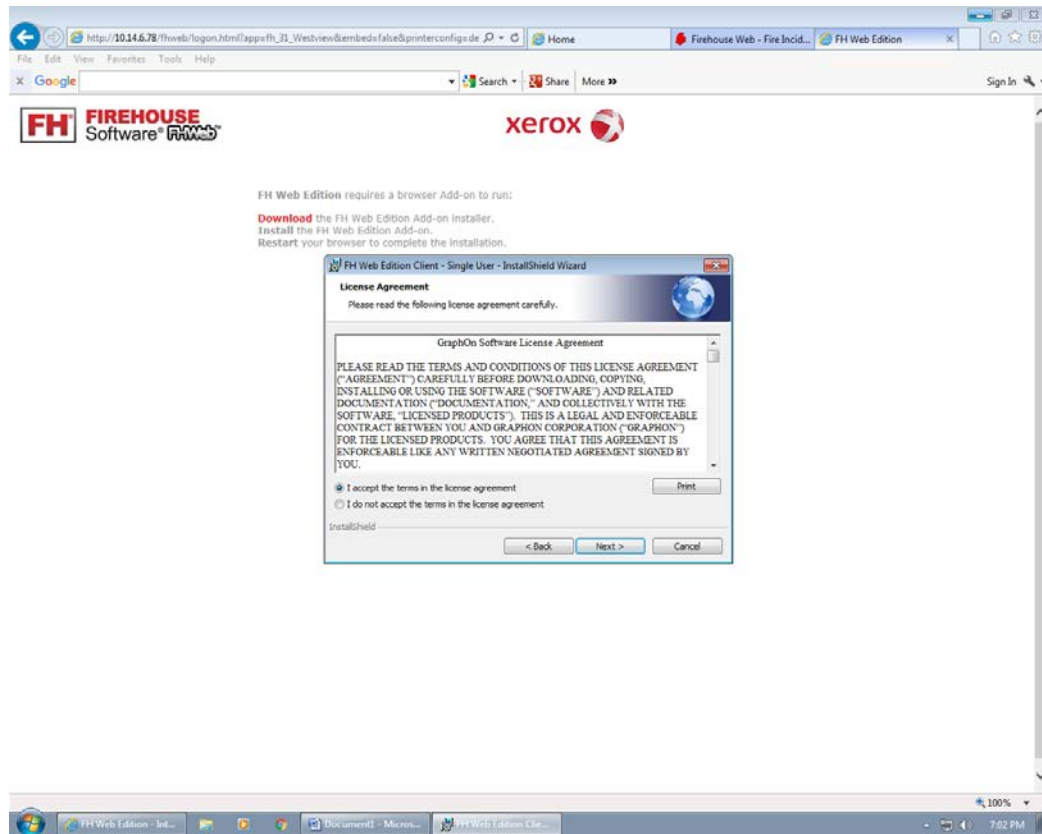 http://10.14.6.78/fhweb/logon.html?app=fh_31_Westview&embed=false&printerconfig=de
Home
Firehouse Web - Fire Incid...
FH Web Edition
File Edit View Favorites Tools Help
x Google
Search
Share
More »
Sign In
FH FIREHOUSE
Software® FHWeb
xerox
FH Web Edition requires a browser Add-on to run:
Download the FH Web Edition Add-on installer.
Install the FH Web Edition Add-on.
Restart your browser to complete the installation.
FH Web Edition Client - Single User - InstallShield Wizard
License Agreement
Please read the following license agreement carefully.
GraphOn Software License Agreement
PLEASE READ THE TERMS AND CONDITIONS OF THIS LICENSE AGREEMENT
("AGREEMENT") CAREFULLY BEFORE DOWNLOADING, COPYING,
INSTALLING OR USING THE SOFTWARE ("SOFTWARE") AND RELATED
DOCUMENTATION ("DOCUMENTATION," AND COLLECTIVELY WITH THE
SOFTWARE, "LICENSED PRODUCTS"). THIS IS A LEGAL AND ENFORCEABLE
CONTRACT BETWEEN YOU AND GRAPHON CORPORATION ("GRAPHON")
FOR THE LICENSED PRODUCTS. YOU AGREE THAT THIS AGREEMENT IS
ENFORCEABLE LIKE ANY WRITTEN NEGOTIATED AGREEMENT SIGNED BY
YOU.
I accept the terms in the license agreement
Print
I do not accept the terms in the license agreement
InstallShield
< Back
Next >
Cancel
100%
FH Web Edition - Int...
Document1 - Micros...
FH Web Edition Clie...
7:02 PM